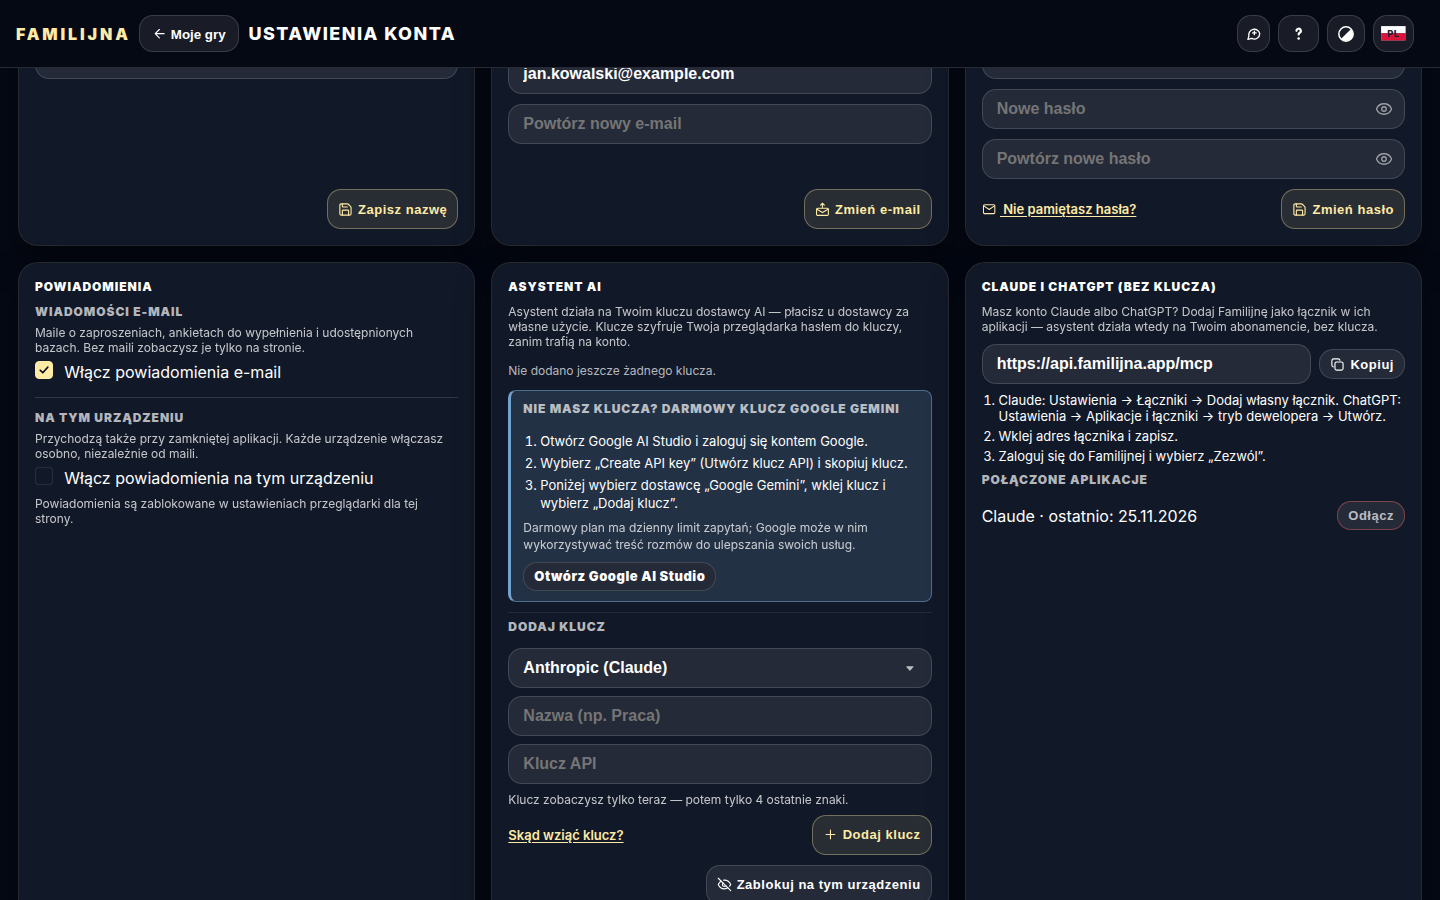 FAMILIJNA
← Moje gry
USTAWIENIA KONTA
?
PL
jan.kowalski@example.com
Powtórz nowy e-mail
Nowe hasło
Powtórz nowe hasło
Zapisz nazwę
Zmień e-mail
Nie pamiętasz hasła?
Zmień hasło
POWIADOMIENIA
WIADOMOŚCI E-MAIL
Maile o zaproszeniach, ankietach do wypełnienia i udostępnionych
bazach. Bez maili zobaczysz je tylko na stronie.
Włącz powiadomienia e-mail
NA TYM URZĄDZENIU
Przychodzą także przy zamkniętej aplikacji. Każde urządzenie włączasz
osobno, niezależnie od maili.
Włącz powiadomienia na tym urządzeniu
Powiadomienia są zablokowane w ustawieniach przeglądarki dla tej
strony.
ASYSTENT AI
Asystent działa na Twoim kluczu dostawcy AI — płacisz u dostawcy za
własne użycie. Klucze szyfruje Twoja przeglądarka hasłem do kluczy,
zanim trafią na konto.
Nie dodano jeszcze żadnego klucza.
NIE MASZ KLUCZA? DARMOWY KLUCZ GOOGLE GEMINI
1. Otwórz Google AI Studio i zaloguj się kontem Google.
2. Wybierz „Create API key” (Utwórz klucz API) i skopiuj klucz.
3. Poniżej wybierz dostawcę „Google Gemini”, wklej klucz i
wybierz „Dodaj klucz”.
Darmowy plan ma dzienny limit zapytań; Google może w nim
wykorzystywać treść rozmów do ulepszania swoich usług.
Otwórz Google AI Studio
DODAJ KLUCZ
Anthropic (Claude)
Nazwa (np. Praca)
Klucz API
Klucz zobaczysz tylko teraz — potem tylko 4 ostatnie znaki.
Skąd wziąć klucz?
+ Dodaj klucz
Zablokuj na tym urządzeniu
CLAUDE I CHATGPT (BEZ KLUCZA)
Masz konto Claude albo ChatGPT? Dodaj Familijnę jako łącznik w ich
aplikacji — asystent działa wtedy na Twoim abonamencie, bez klucza.
https://api.familijna.app/mcp
Kopiuj
1. Claude: Ustawienia → Łączniki → Dodaj własny łącznik. ChatGPT:
Ustawienia → Aplikacje i łączniki → tryb dewelopera → Utwórz.
2. Wklej adres łącznika i zapisz.
3. Zaloguj się do Familijnej i wybierz „Zezwól”.
POŁĄCZONE APLIKACJE
Claude · ostatnio: 25.11.2026
Odłącz